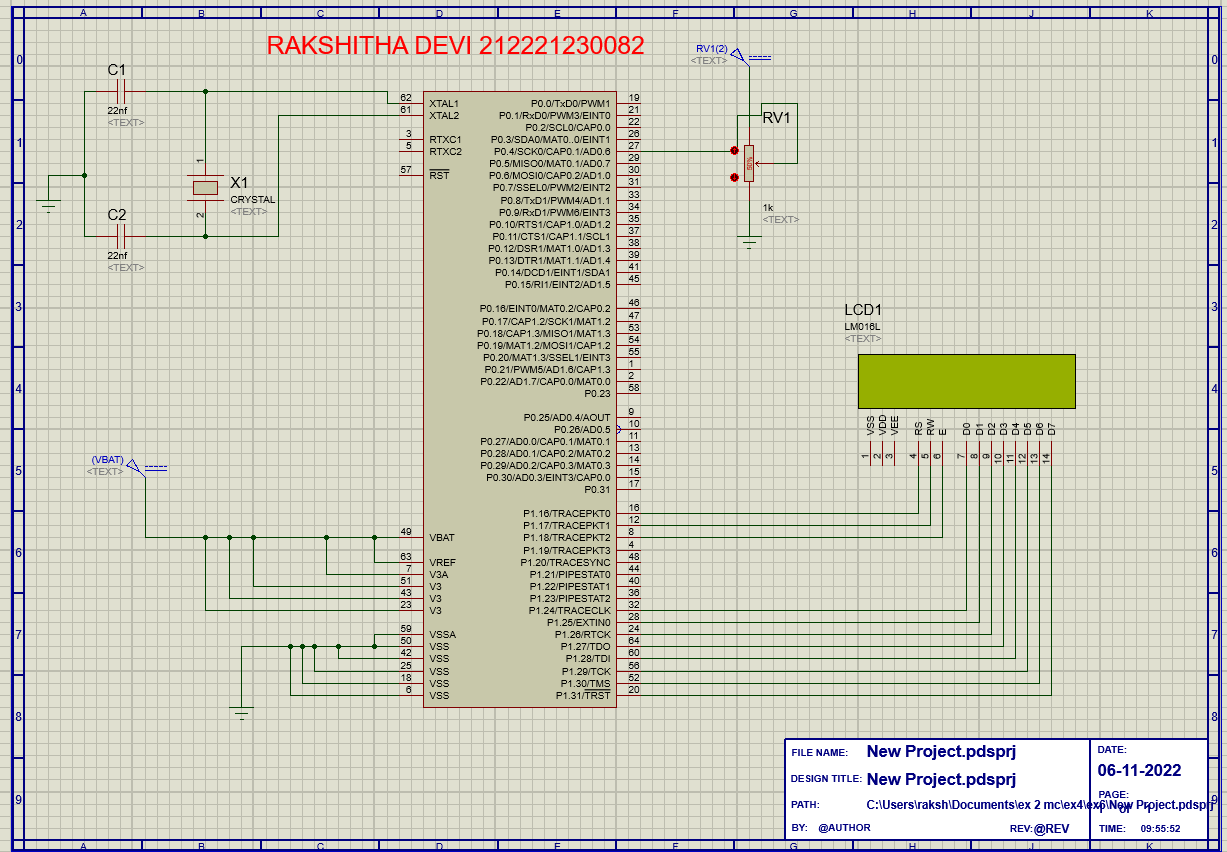 A B C D E F G H I J K
RAKSHITHA DEVI 212221230082
RV1(2)
<TEXT>
C1
22nf
<TEXT>
1
X1
CRYSTAL
<TEXT>
2
C2
22nf
<TEXT>
RV1
50%
1k
<TEXT>
62 XTAL1
61 XTAL2
3 RTXC1
5 RTXC2
57 RST
P0.0/TxD0/PWM1 19
P0.1/RxD0/PWM3/EINT0 21
P0.2/SCL0/CAP0.0 22
P0.3/SDA0/MAT0..0/EINT1 26
P0.4/SCK0/CAP0.1/AD0.6 27
P0.5/MISO0/MAT0.1/AD0.7 29
P0.6/MOSI0/CAP0.2/AD1.0 30
P0.7/SSEL0/PWM2/EINT2 31
P0.8/TxD1/PWM4/AD1.1 33
P0.9/RxD1/PWM6/EINT3 34
P0.10/RTS1/CAP1.0/AD1.2 35
P0.11/CTS1/CAP1.1/SCL1 37
P0.12/DSR1/MAT1.0/AD1.3 38
P0.13/DTR1/MAT1.1/AD1.4 39
P0.14/DCD1/EINT1/SDA1 41
P0.15/RI1/EINT2/AD1.5 45
P0.16/EINT0/MAT0.2/CAP0.2 46
P0.17/CAP1.2/SCK1/MAT1.2 47
P0.18/CAP1.3/MISO1/MAT1.3 53
P0.19/MAT1.2/MOSI1/CAP1.2 54
P0.20/MAT1.3/SSEL1/EINT3 55
P0.21/PWM5/AD1.6/CAP1.3 1
P0.22/AD1.7/CAP0.0/MAT0.0 2
P0.23 58
P0.25/AD0.4/AOUT 9
P0.26/AD0.5 10
P0.27/AD0.0/CAP0.1/MAT0.1 11
P0.28/AD0.1/CAP0.2/MAT0.2 13
P0.29/AD0.2/CAP0.3/MAT0.3 14
P0.30/AD0.3/EINT3/CAP0.0 15
P0.31 17
P1.16/TRACEPKT0 16
P1.17/TRACEPKT1 12
P1.18/TRACEPKT2 8
P1.19/TRACEPKT3 4
P1.20/TRACESYNC 48
P1.21/PIPESTAT0 44
P1.22/PIPESTAT1 40
P1.23/PIPESTAT2 36
P1.24/TRACECLK 32
P1.25/EXTIN0 28
P1.26/RTCK 24
P1.27/TDO 64
P1.28/TDI 60
P1.29/TCK 56
P1.30/TMS 52
P1.31/TRST 20
(VBAT)
<TEXT>
49 VBAT
63 VREF
7 V3A
51 V3
43 V3
23 V3
59 VSSA
50 VSS
42 VSS
25 VSS
18 VSS
6 VSS
LCD1
LM016L
<TEXT>
VSS VDD VEE RS RW E D0 D1 D2 D3 D4 D5 D6 D7
1 2 3 4 5 6 7 8 9 10 11 12 13 14
0 0
1 1
2 2
3 3
4 4
5 5
6 6
7 7
8 8
9 9
FILE NAME: New Project.pdsprj
DESIGN TITLE: New Project.pdsprj
PATH: C:\Users\raksh\Documents\ex 2 mc\ex4\ex6\New Project.pdsprj
BY: @AUTHOR
REV:@REV
DATE:
06-11-2022
PAGE:
of
TIME: 09:55:52
A B C D E F G H I J K